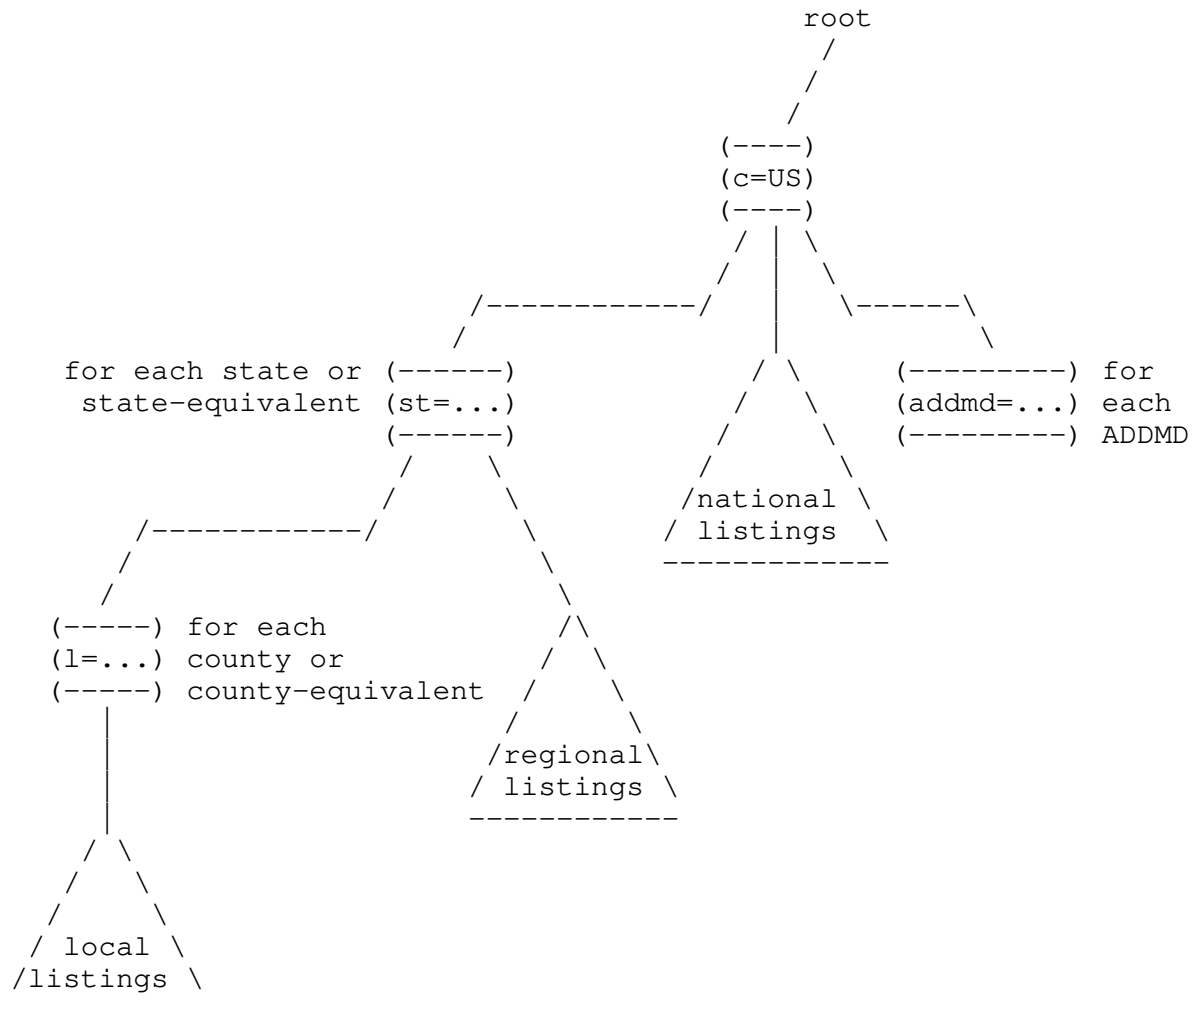 root
(----)
(c=US)
(----)
for each state or (------)
state-equivalent (st=...)
(------)
(---------) for
(addmd=...) each
(---------) ADDMD
national
listings
(-----) for each
(l=...) county or
(-----) county-equivalent
regional
listings
local
listings